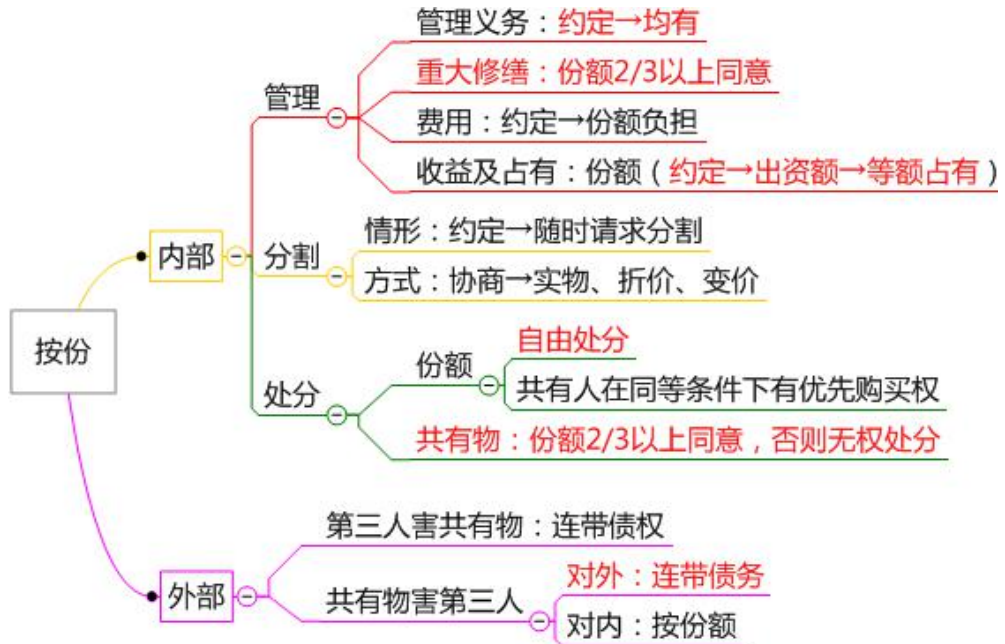 按份
内部
管理
管理义务：约定→均有
重大修缮：份额2/3以上同意
费用：约定→份额负担
收益及占有：份额（约定→出资额→等额占有）
分割
情形：约定→随时请求分割
方式：协商→实物、折价、变价
处分
份额
自由处分
共有人在同等条件下有优先购买权
共有物：份额2/3以上同意，否则无权处分
外部
第三人害共有物：连带债权
共有物害第三人
对外：连带债务
对内：按份额